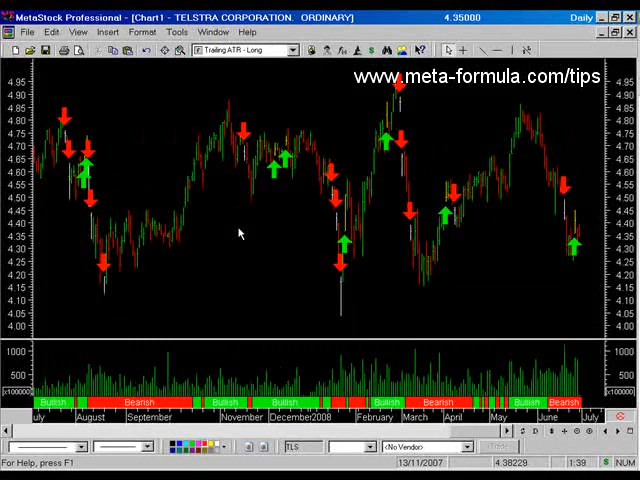 MetaStock Professional - [Chart1 - TELSTRA CORPORATION. ORDINARY] 4.35000 Daily
File Edit View Insert Format Tools Window Help
Trailing ATR - Long
www.meta-formula.com/tips
4.95
4.90
4.85
4.80
4.75
4.70
4.65
4.60
4.55
4.50
4.45
4.40
4.35
4.30
4.25
4.20
4.15
4.10
4.05
4.00
1000
500
x100000
Bullish Bearish Bullish Bullish Bullish Bearish Bullish Bearish
uly August September November December 2008 February March April May June July
TLS <No Vendor> Trade
For Help, press F1 13/11/2007 4.38229 1:39 $ NUM